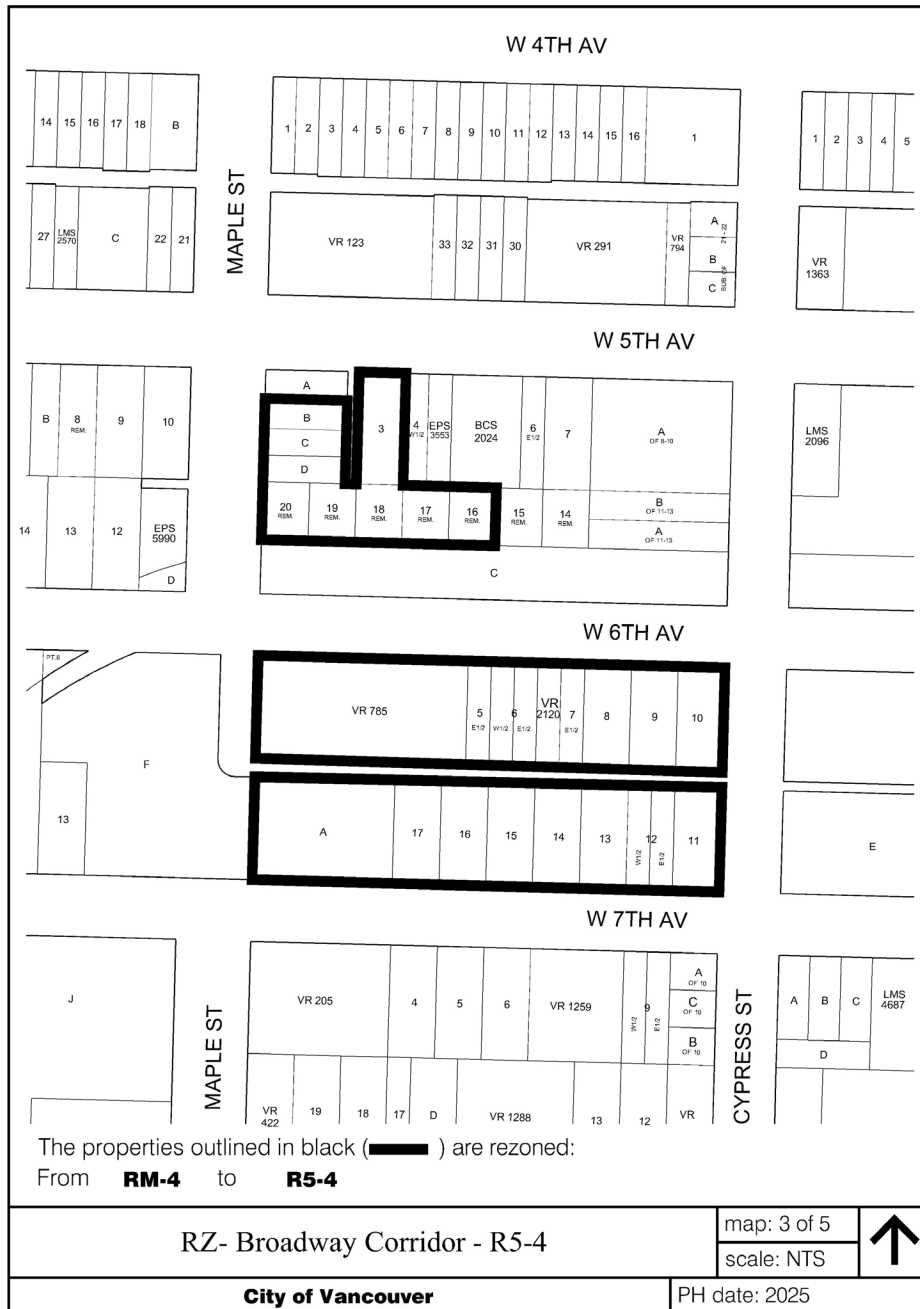 W 4TH AV
14 15 16 17 18 B
1 2 3 4 5 6 7 8 9 10 11 12 13 14 15 16 1
1 2 3 4 5
MAPLE ST
27 LMS 2570 C 22 21
VR 123 33 32 31 30 VR 291 VR 794
A
B
C
SUB. OF 21 - 22
VR 1363
W 5TH AV
B 8 REM. 9 10
A
B
C
D
3
4 W1/2
EPS 3553
BCS 2024
6 E1/2
7
A OF 8-10
LMS 2096
20 REM. 19 REM. 18 REM. 17 REM. 16 REM. 15 REM. 14 REM.
B OF 11-13
A OF 11-13
14 13 12 EPS 5990
D
C
W 6TH AV
PT.6
VR 785 5 E1/2 6 W1/2 E1/2 VR 2120 7 E1/2 8 9 10
F
13
A 17 16 15 14 13 12 W1/2 E1/2 11
E
W 7TH AV
J
MAPLE ST
VR 205 4 5 6 VR 1259 9 W1/2 E1/2
A OF 10
C OF 10
B OF 10
CYPRESS ST
A B C LMS 4687
D
VR 422 19 18 17 D VR 1288 13 12 VR
The properties outlined in black ( ) are rezoned:
From RM-4 to R5-4
RZ- Broadway Corridor - R5-4
map: 3 of 5
scale: NTS
City of Vancouver
PH date: 2025